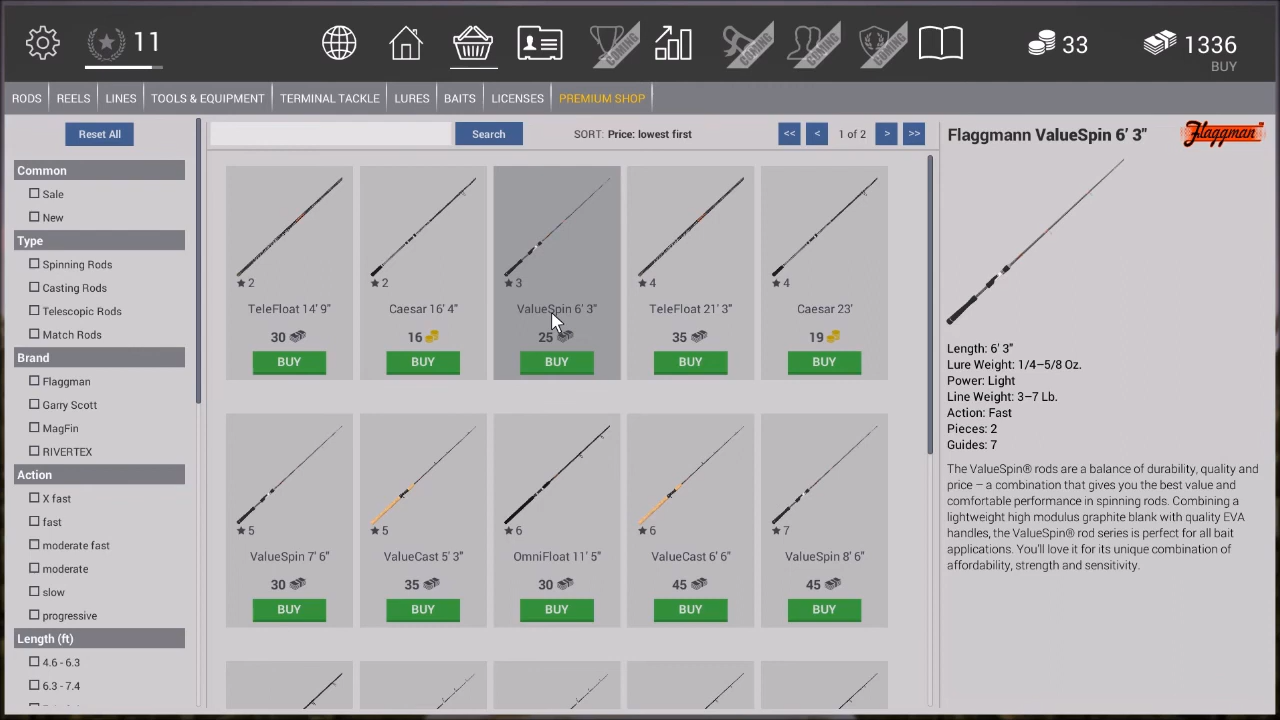 11
COMING
COMING
COMING
COMING
33
1336
BUY
RODS
REELS
LINES
TOOLS & EQUIPMENT
TERMINAL TACKLE
LURES
BAITS
LICENSES
PREMIUM SHOP
Reset All
Search
SORT: Price: lowest first
<<
<
1 of 2
>
>>
Common
Sale
New
Type
Spinning Rods
Casting Rods
Telescopic Rods
Match Rods
Brand
Flaggman
Garry Scott
MagFin
RIVERTEX
Action
X fast
fast
moderate fast
moderate
slow
progressive
Length (ft)
4.6 - 6.3
6.3 - 7.4
2
TeleFloat 14' 9"
30
BUY
2
Caesar 16' 4"
16
BUY
3
ValueSpin 6' 3"
25
BUY
4
TeleFloat 21' 3"
35
BUY
4
Caesar 23'
19
BUY
5
ValueSpin 7' 6"
30
BUY
5
ValueCast 5' 3"
35
BUY
6
OmniFloat 11' 5"
30
BUY
6
ValueCast 6' 6"
45
BUY
7
ValueSpin 8' 6"
45
BUY
Flaggmann ValueSpin 6' 3"
Flaggman
Length: 6' 3"
Lure Weight: 1/4–5/8 Oz.
Power: Light
Line Weight: 3–7 Lb.
Action: Fast
Pieces: 2
Guides: 7
The ValueSpin® rods are a balance of durability, quality and
price – a combination that gives you the best value and
comfortable performance in spinning rods. Combining a
lightweight high modulus graphite blank with quality EVA
handles, the ValueSpin® rod series is perfect for all bait
applications. You'll love it for its unique combination of
affordability, strength and sensitivity.